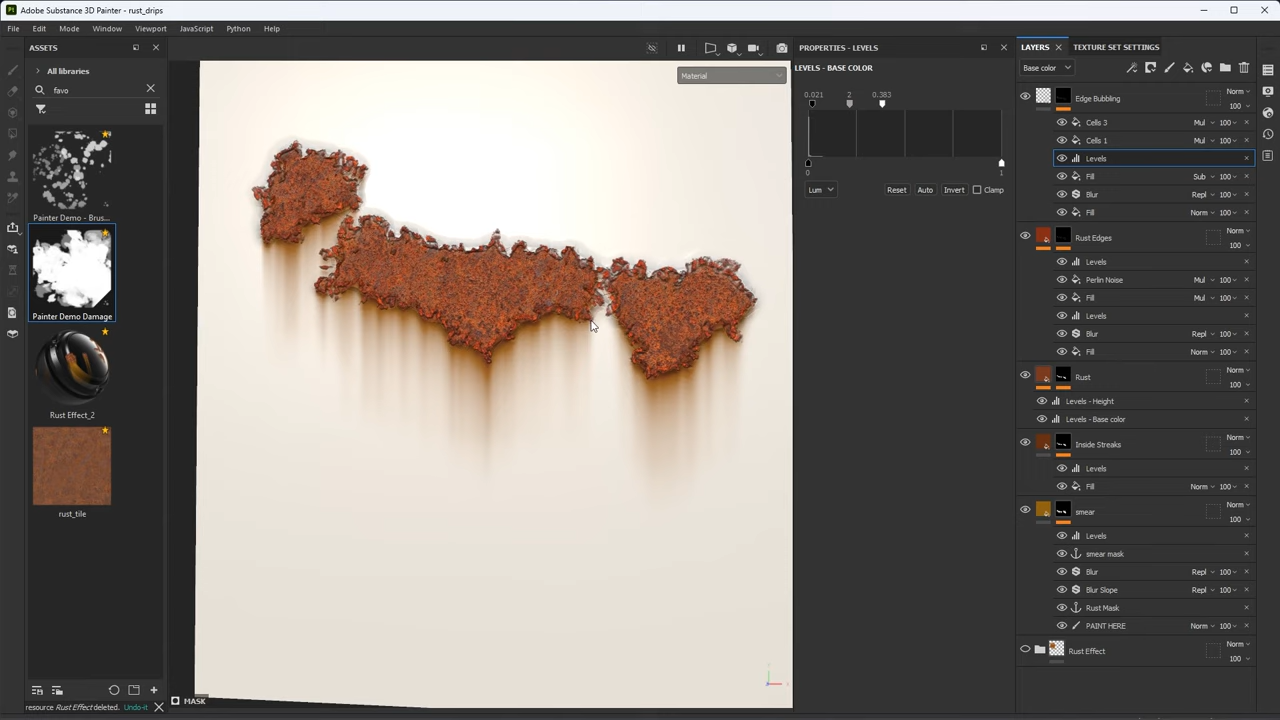 Adobe Substance 3D Painter - rust_drips
File Edit Mode Window Viewport JavaScript Python Help
ASSETS
All libraries
favo
Painter Demo - Brus...
Painter Demo Damage
Rust Effect_2
rust_tile
resource Rust Effect deleted. Undo-it
Material
MASK
PROPERTIES - LEVELS
LEVELS - BASE COLOR
0.021 2 0.383
0 1
Lum Reset Auto Invert Clamp
LAYERS TEXTURE SET SETTINGS
Base color
Edge Bubbling Norm 100
Cells 3 Mul 100
Cells 1 Mul 100
Levels
Fill Sub 100
Blur Repl 100
Fill Norm 100
Rust Edges Norm 100
Levels
Perlin Noise Mul 100
Fill Mul 100
Levels
Blur Repl 100
Fill Norm 100
Rust Norm 100
Levels - Height
Levels - Base color
Inside Streaks Norm 100
Levels
Fill Norm 100
smear Norm 100
Levels
smear mask
Blur Repl 100
Blur Slope Repl 100
Rust Mask
PAINT HERE Norm 100
Rust Effect Norm 100